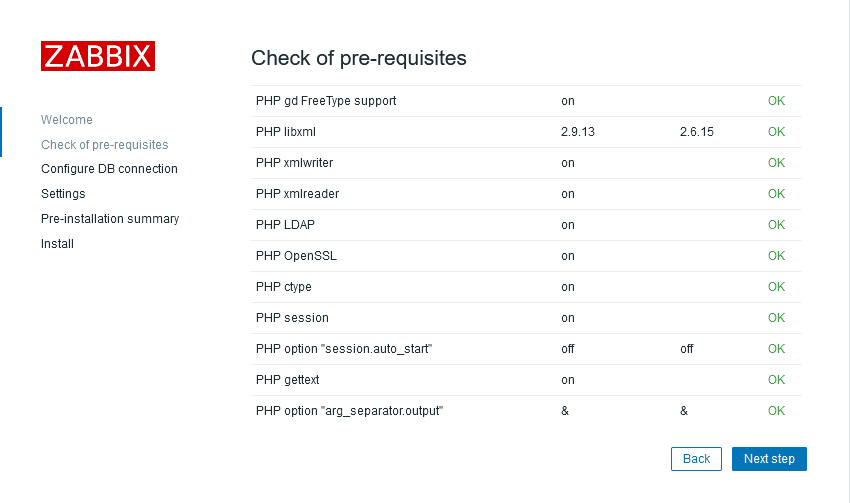 ZABBIX
Welcome
Check of pre-requisites
Configure DB connection
Settings
Pre-installation summary
Install
Check of pre-requisites
PHP gd FreeType support on OK
PHP libxml 2.9.13 2.6.15 OK
PHP xmlwriter on OK
PHP xmlreader on OK
PHP LDAP on OK
PHP OpenSSL on OK
PHP ctype on OK
PHP session on OK
PHP option "session.auto_start" off off OK
PHP gettext on OK
PHP option "arg_separator.output" & & OK
Back Next step